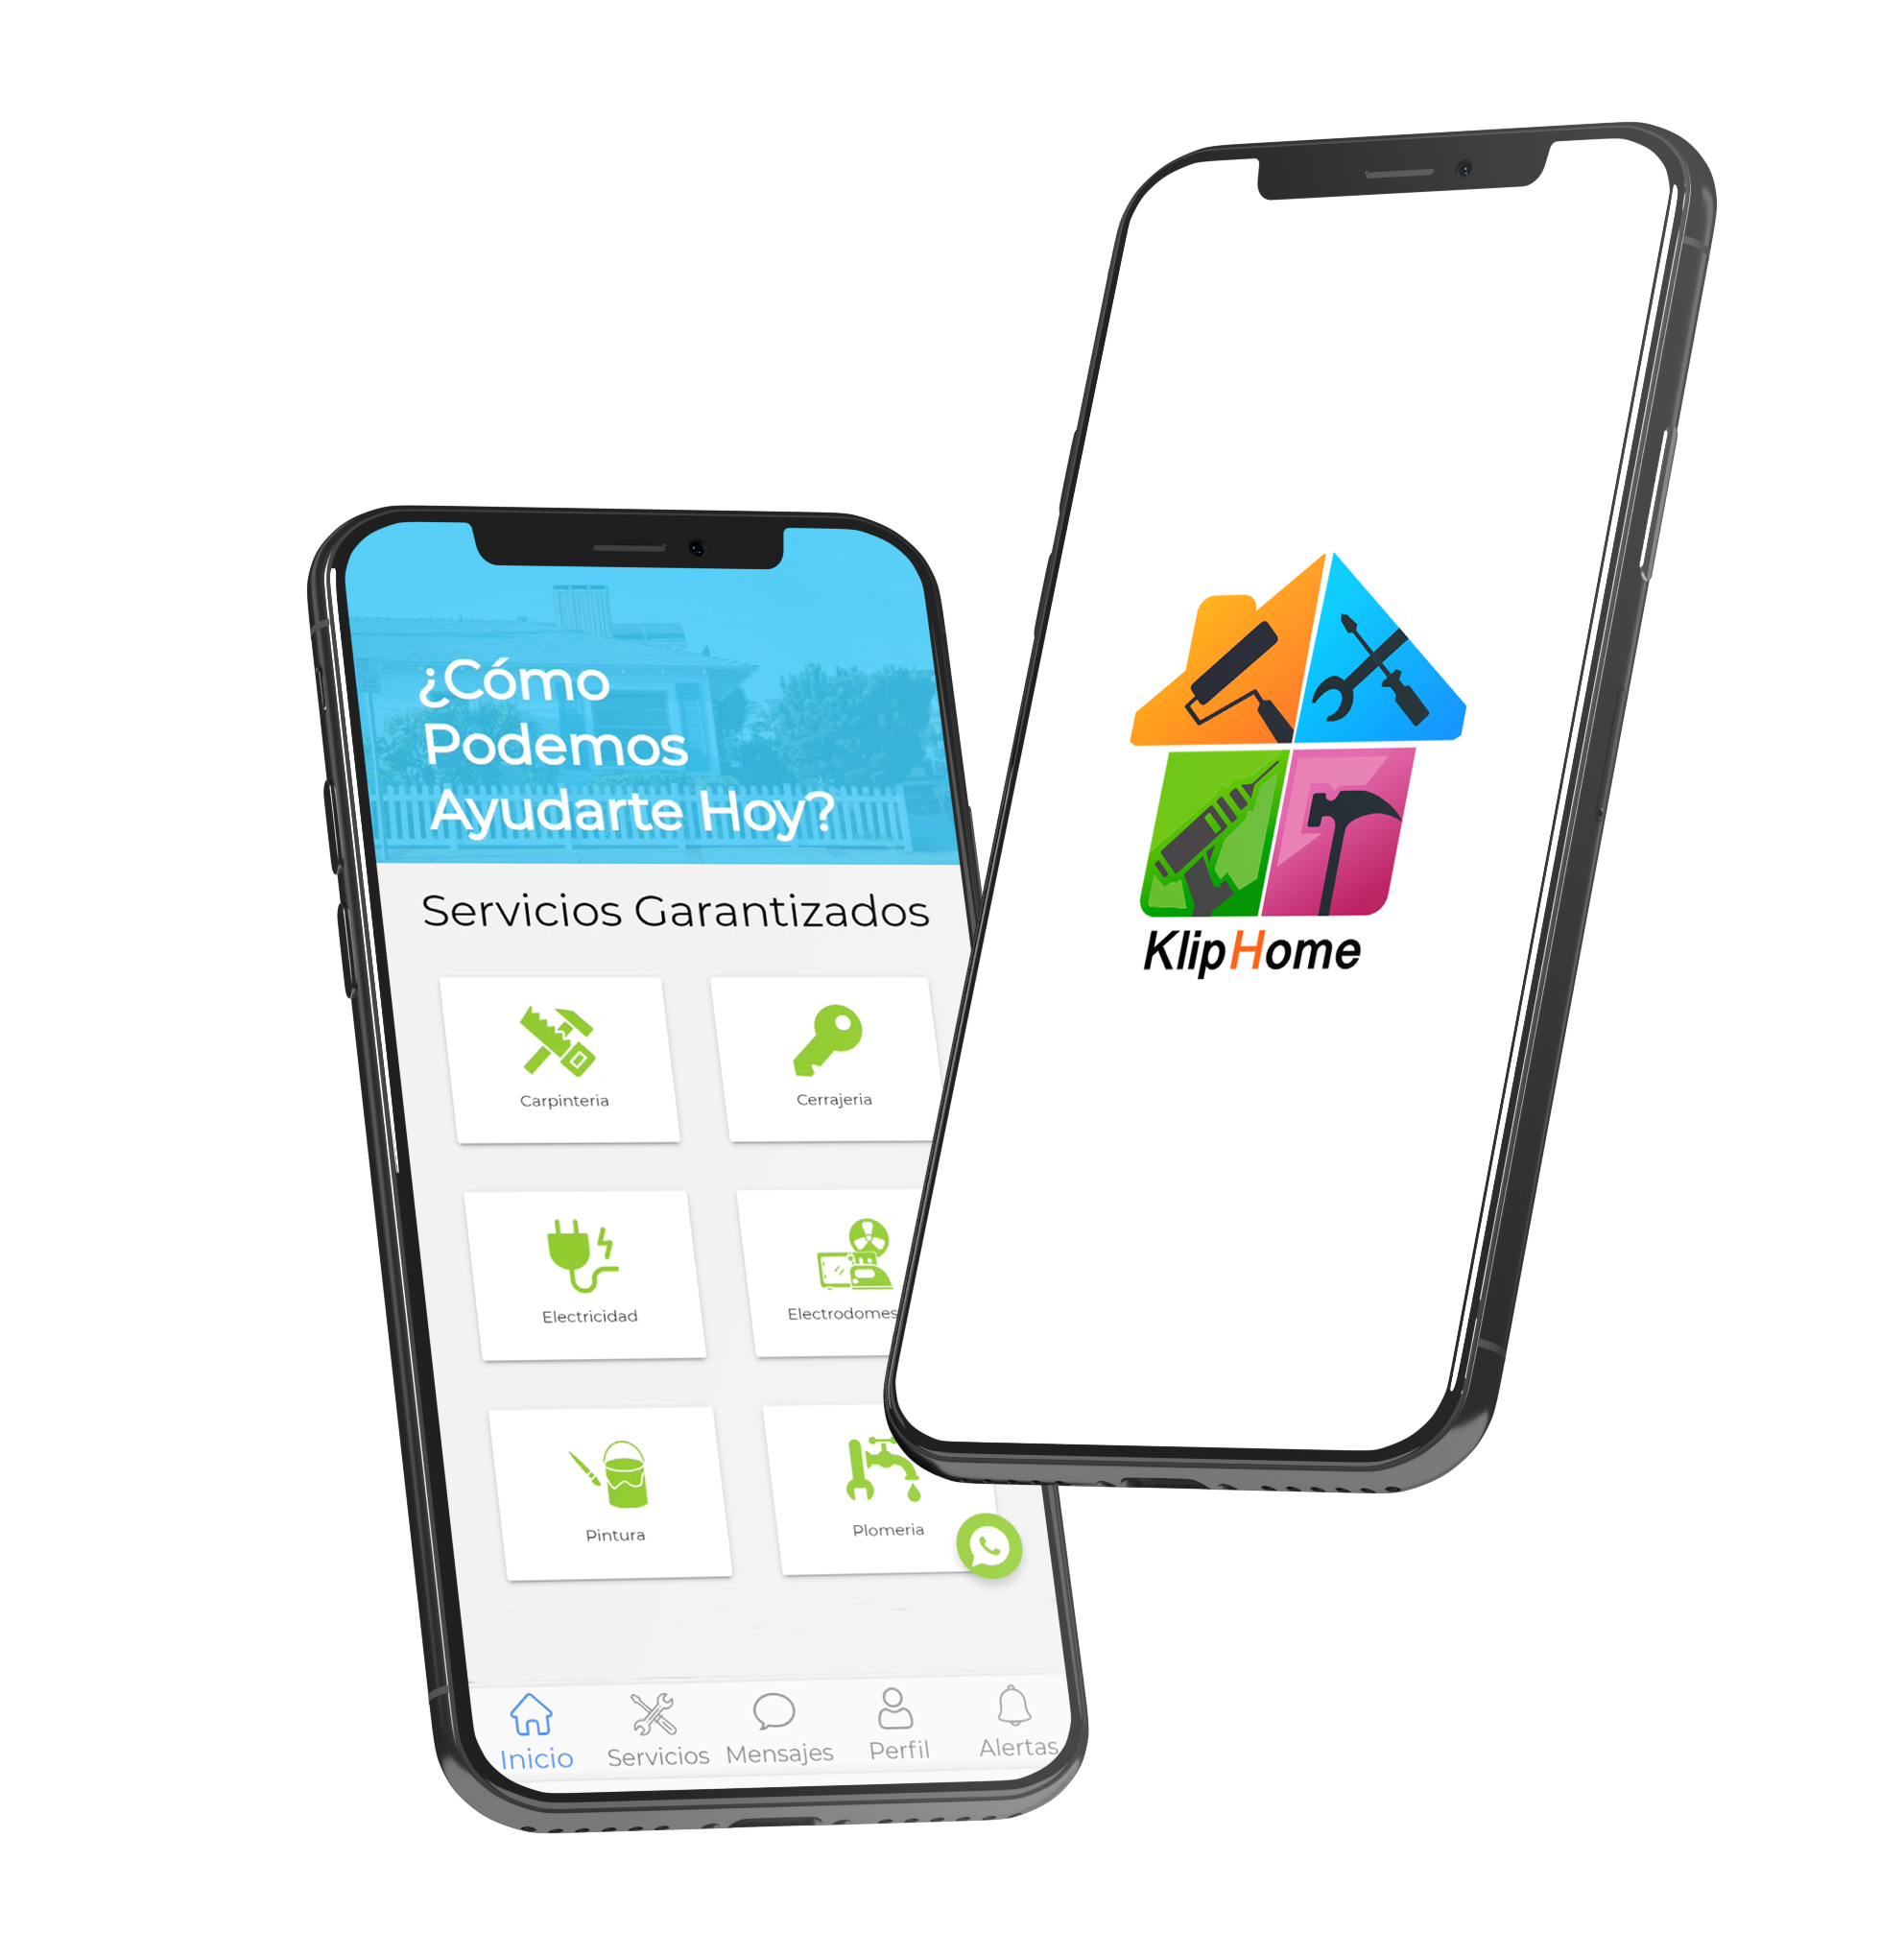 ¿Cómo
Podemos
Ayudarte Hoy?
Servicios Garantizados
Carpinteria
Cerrajeria
Electricidad
Electrodomes
Pintura
Plomeria
Inicio
Servicios
Mensajes
Perfil
Alertas
KlipHome